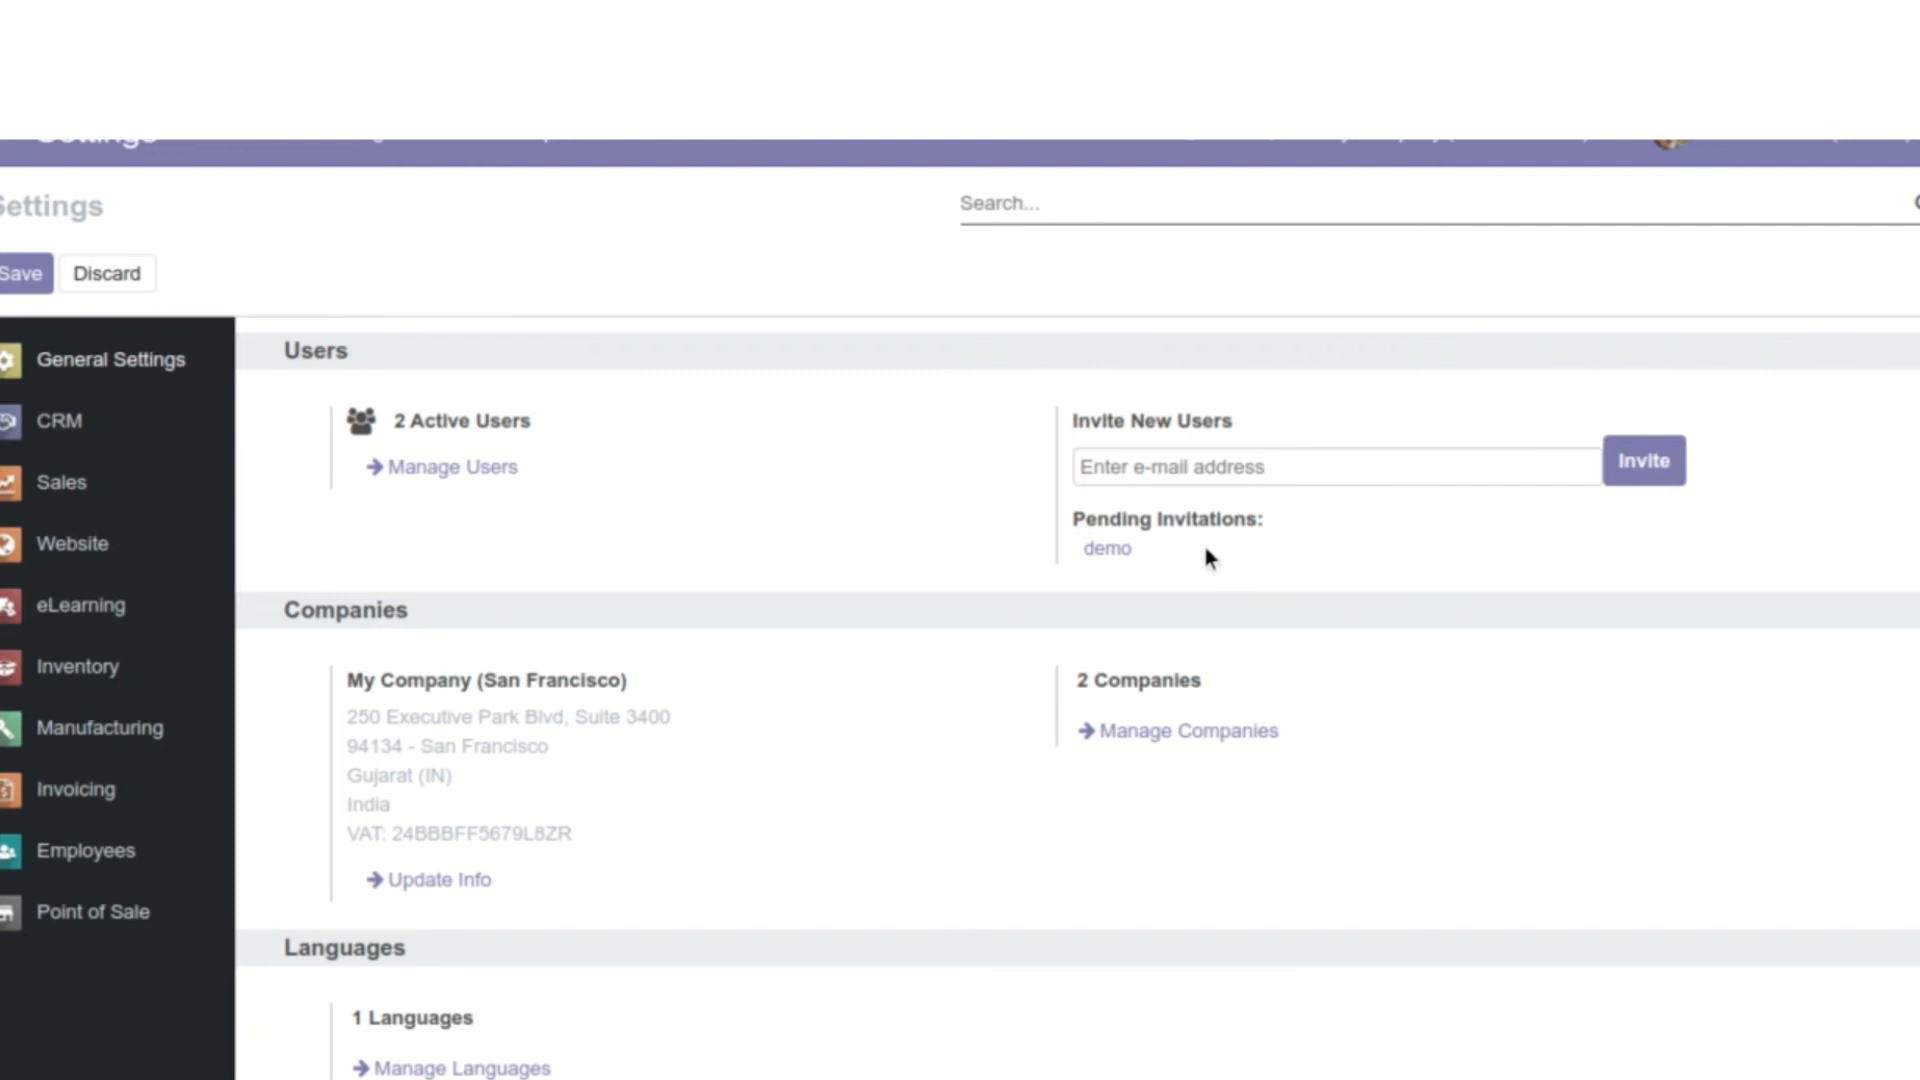 Settings
Settings
Search...
Save Discard
General Settings
CRM
Sales
Website
eLearning
Inventory
Manufacturing
Invoicing
Employees
Point of Sale
Users
2 Active Users
Manage Users
Invite New Users
Enter e-mail address Invite
Pending Invitations:
demo
Companies
My Company (San Francisco)
250 Executive Park Blvd, Suite 3400
94134 - San Francisco
Gujarat (IN)
India
VAT: 24BBBFF5679L8ZR
Update Info
2 Companies
Manage Companies
Languages
1 Languages
Manage Languages